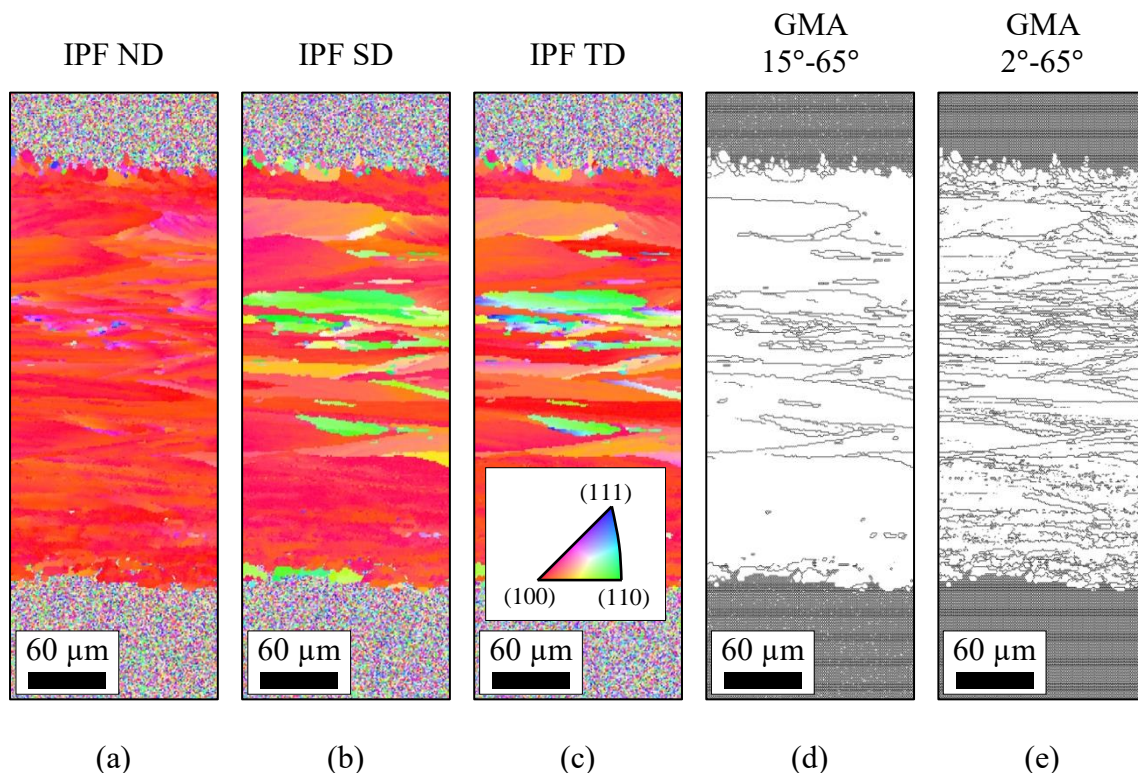 IPF ND
IPF SD
IPF TD
GMA
15°-65°
GMA
2°-65°
(111)
(100)
(110)
60 µm
60 µm
60 µm
60 µm
60 µm
(a)
(b)
(c)
(d)
(e)